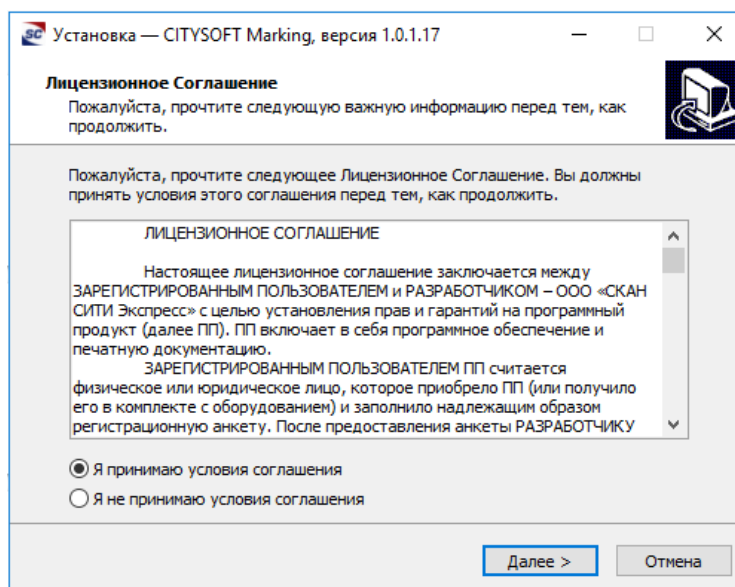 SC Установка — CITYSOFT Marking, версия 1.0.1.17
Лицензионное Соглашение
Пожалуйста, прочтите следующую важную информацию перед тем, как
продолжить.
Пожалуйста, прочтите следующее Лицензионное Соглашение. Вы должны
принять условия этого соглашения перед тем, как продолжить.
ЛИЦЕНЗИОННОЕ СОГЛАШЕНИЕ
Настоящее лицензионное соглашение заключается между
ЗАРЕГИСТРИРОВАННЫМ ПОЛЬЗОВАТЕЛЕМ и РАЗРАБОТЧИКОМ – ООО «СКАН
СИТИ Экспресс» с целью установления прав и гарантий на программный
продукт (далее ПП). ПП включает в себя программное обеспечение и
печатную документацию.
ЗАРЕГИСТРИРОВАННЫМ ПОЛЬЗОВАТЕЛЕМ ПП считается
физическое или юридическое лицо, которое приобрело ПП (или получило
его в комплекте с оборудованием) и заполнило надлежащим образом
регистрационную анкету. После предоставления анкеты РАЗРАБОТЧИКУ
Я принимаю условия соглашения
Я не принимаю условия соглашения
Далее >
Отмена